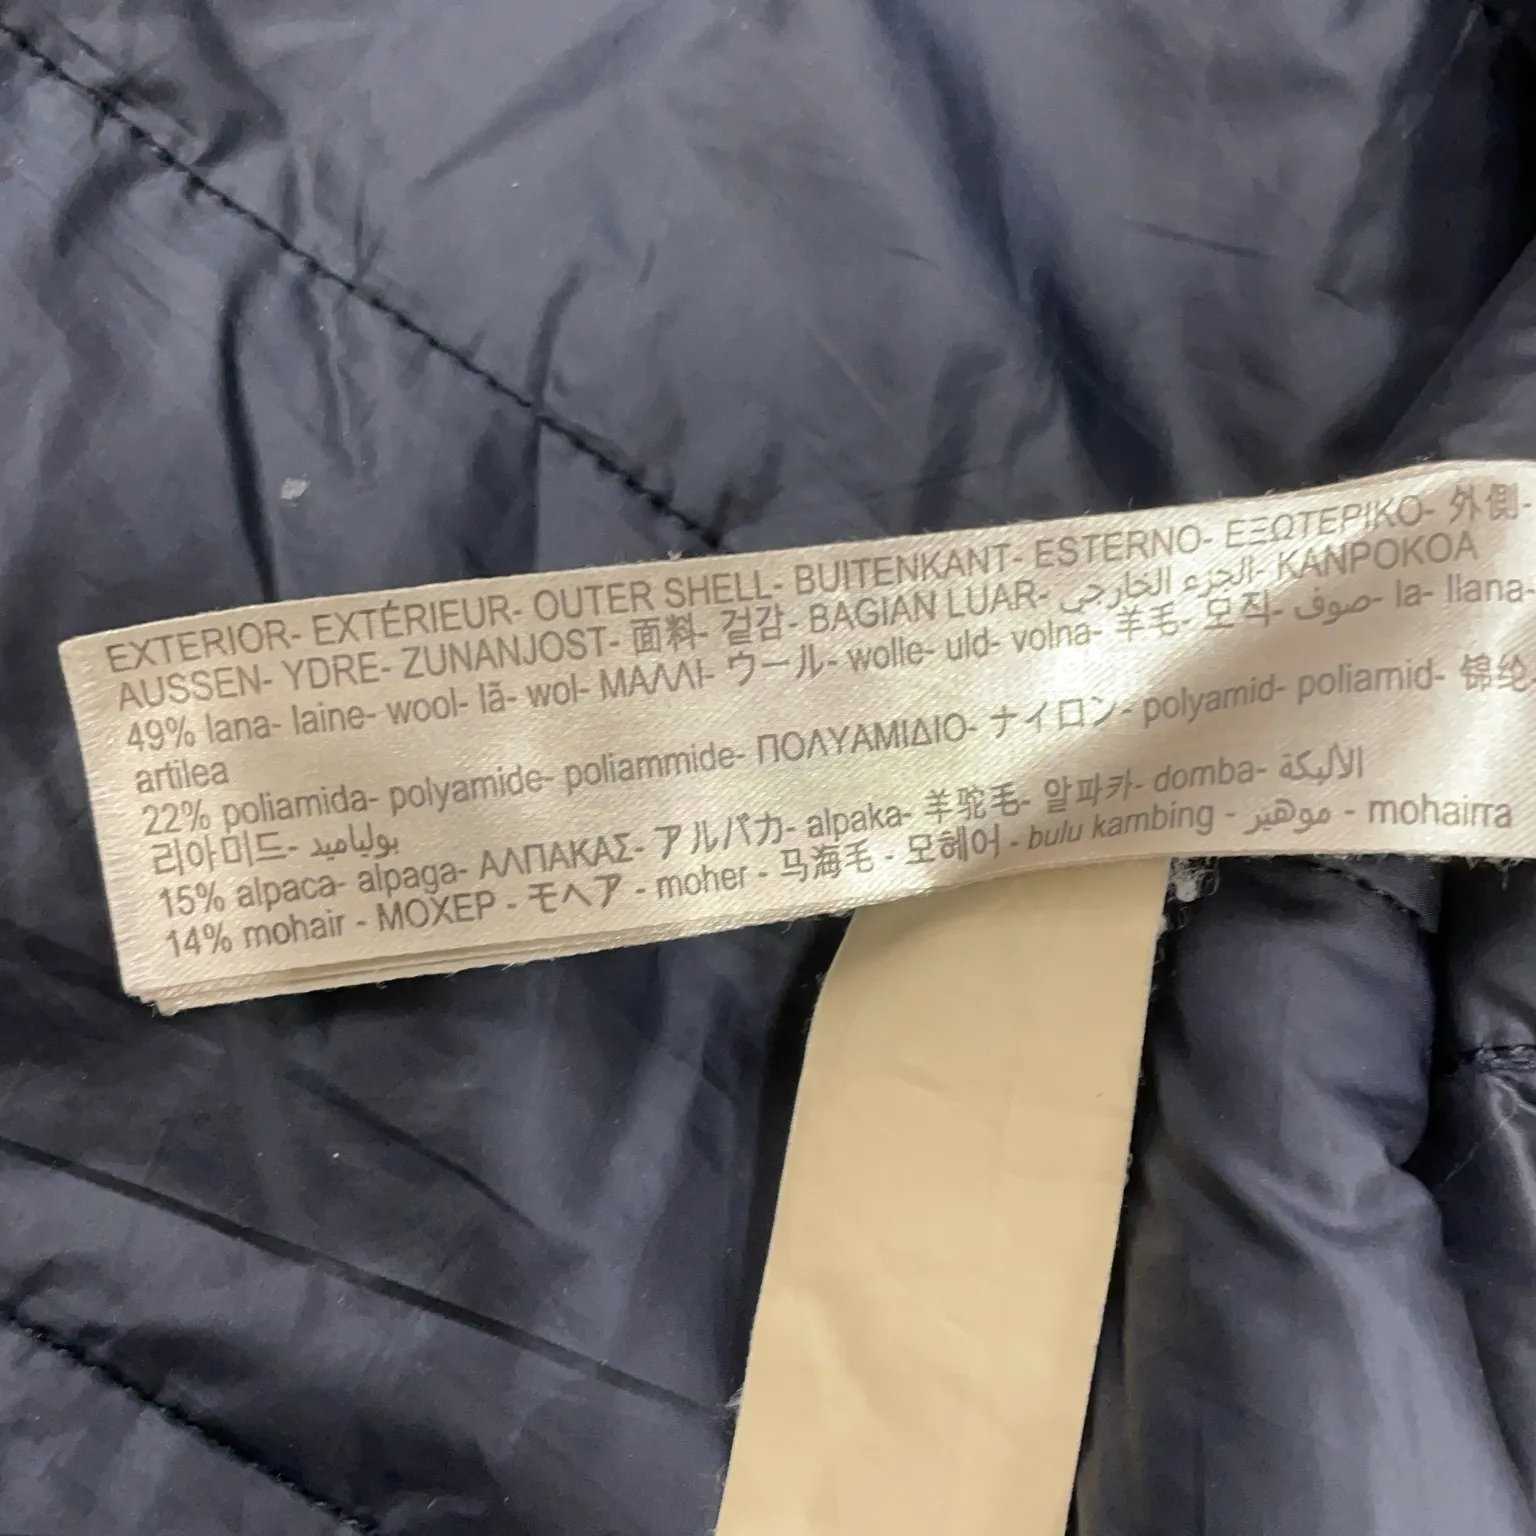 EXTERIOR- EXTÉRIEUR- OUTER SHELL- BUITENKANT- ESTERNO- ΕΞΩΤΕΡΙΚΟ- 外側-
AUSSEN- YDRE- ZUNANJOST- 面料- 겉감- BAGIAN LUAR- الجزء الخارجي- KANPOKOA
49% lana- laine- wool- lã- wol- ΜΑΛΛΙ- ウール- wolle- uld- volna- 羊毛- 모직- صوف- la- llana-
artilea
22% poliamida- polyamide- poliammide- ΠΟΛΥΑΜΙΔΙΟ- ナイロン- polyamid- poliamid- 锦纶-
리아미드- بولياميد
15% alpaca- alpaga- ΑΛΠΑΚΑΣ- アルパカ- alpaka- 羊驼毛- 알파카- domba- الألبكة
14% mohair - ΜΟΧΕΡ - モヘア - moher - 马海毛 - 모헤어 - bulu kambing - موهير - mohairra